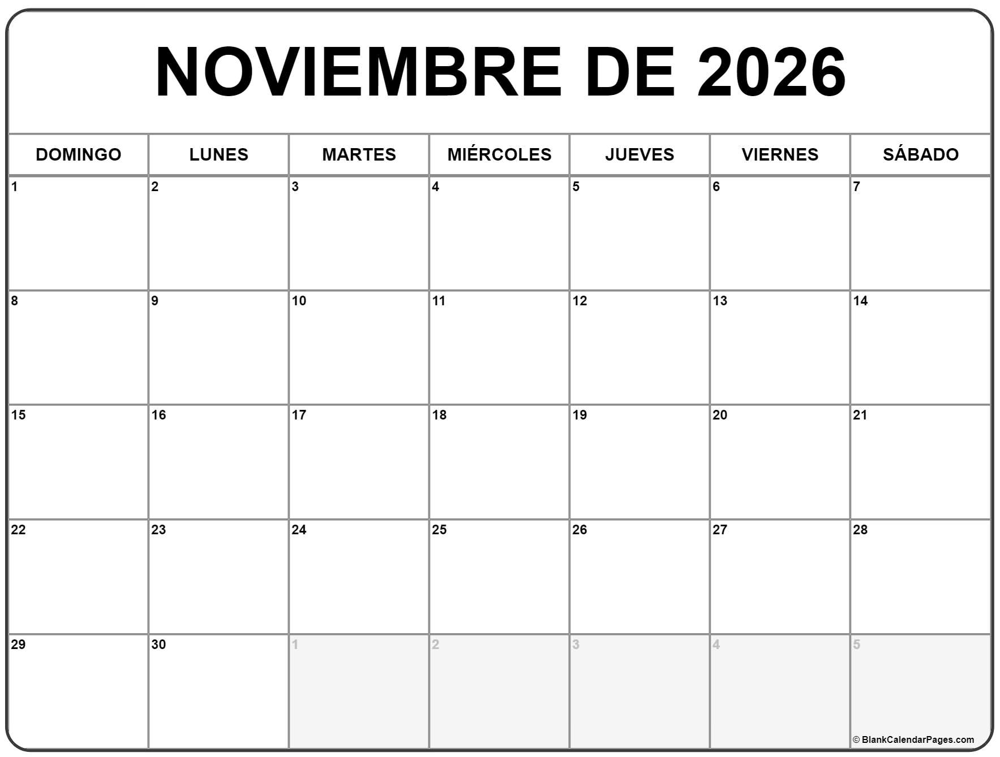 NOVIEMBRE DE 2026
DOMINGO LUNES MARTES MIÉRCOLES JUEVES VIERNES SÁBADO
1 2 3 4 5 6 7
8 9 10 11 12 13 14
15 16 17 18 19 20 21
22 23 24 25 26 27 28
29 30 1 2 3 4 5
© BlankCalendarPages.com